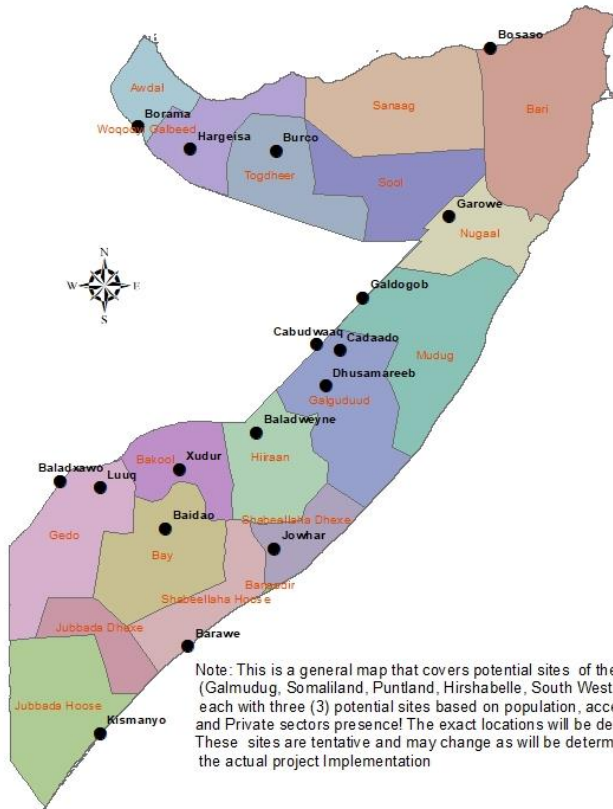 Bosaso
Awdal
Sanaag
Bari
Borama
Woqooyi Galbeed
Hargeisa
Burco
Togdheer
Sool
Garowe
Nugaal
N
W E
S
Galdogob
Cabudwaaq
Cadaado
Mudug
Dhusamareeb
Galguduud
Baladweyne
Bakool
Xudur
Hiiraan
Baladxawo
Luuq
Baidao
Shabeellaha Dhexe
Gedo
Bay
Jowhar
Banaadir
Shabeellaha Hoose
Jubbada Dhexe
Barawe
Note: This is a general map that covers potential sites of the
(Galmudug, Somaliland, Puntland, Hirshabelle, South West
each with three (3) potential sites based on population, acce
and Private sectors presence! The exact locations will be de
These sites are tentative and may change as will be determ
the actual project Implementation
Jubbada Hoose
Kismanyo